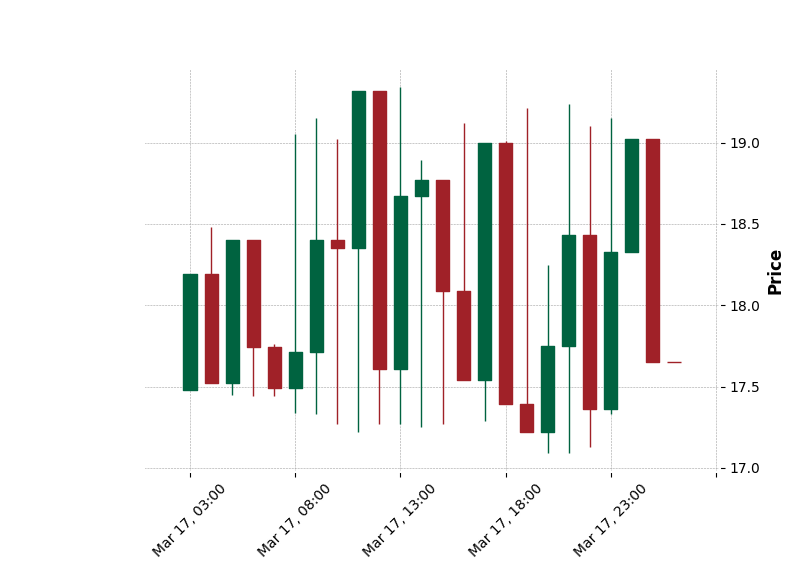 19.0
18.5
18.0
17.5
17.0
Price
Mar 17, 03:00
Mar 17, 08:00
Mar 17, 13:00
Mar 17, 18:00
Mar 17, 23:00